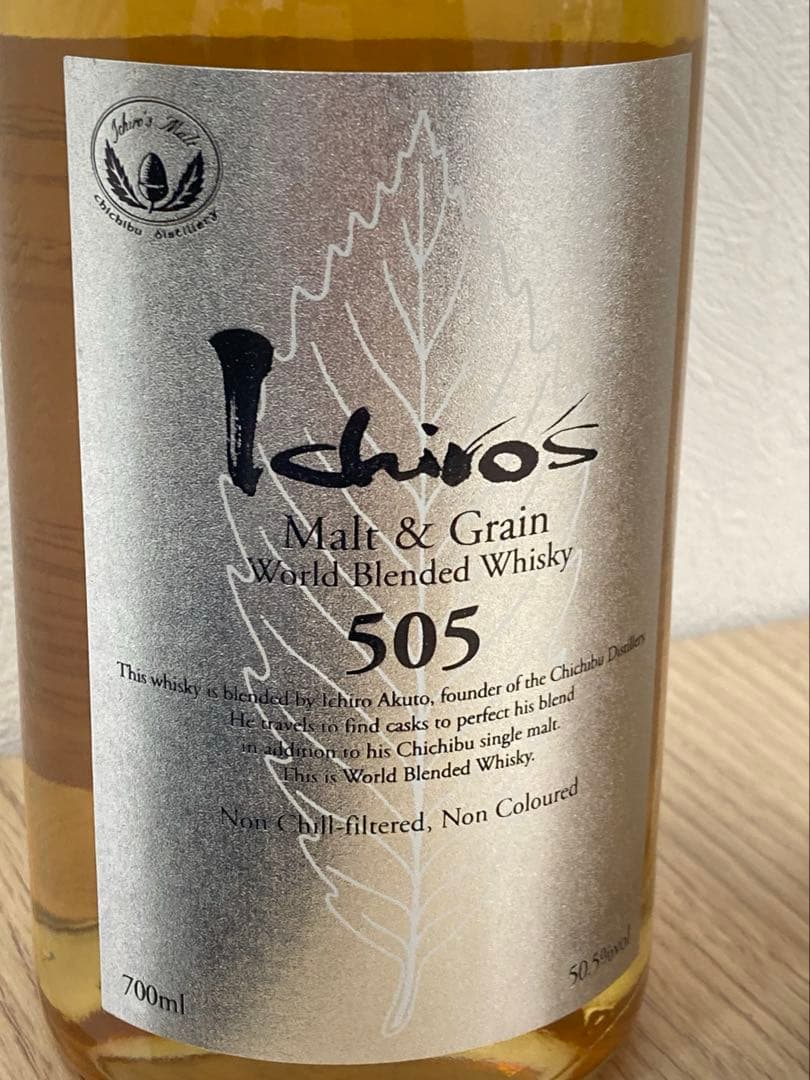 Ichiro's Malt
chichibu distillery
Ichiro's
Malt & Grain
World Blended Whisky
505
This whisky is blended by Ichiro Akuto, founder of the Chichibu Distillery
He travels to find casks to perfect his blend
in addition to his Chichibu single malt.
This is World Blended Whisky.
Non Chill-filtered, Non Coloured
700ml
50.5%vol